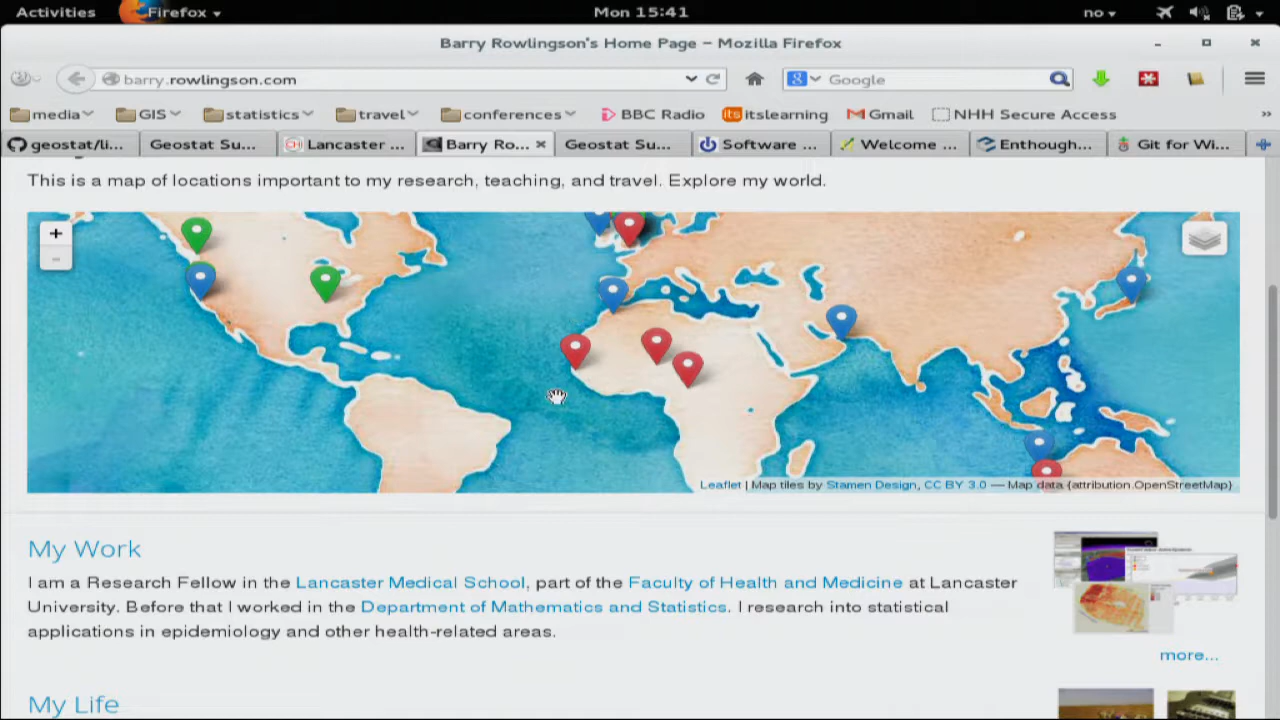 Activities Firefox Mon 15:41 no
Barry Rowlingson's Home Page – Mozilla Firefox
barry.rowlingson.com Google
media GIS statistics travel conferences BBC Radio its itslearning Gmail NHH Secure Access »
geostat/li... Geostat Su... Lancaster ... Barry Ro... Geostat Su... Software ... Welcome ... Enthough... Git for Wi...
This is a map of locations important to my research, teaching, and travel. Explore my world.
+
-
Leaflet | Map tiles by Stamen Design, CC BY 3.0 — Map data {attribution.OpenStreetMap}
My Work
I am a Research Fellow in the Lancaster Medical School, part of the Faculty of Health and Medicine at Lancaster
University. Before that I worked in the Department of Mathematics and Statistics. I research into statistical
applications in epidemiology and other health-related areas.
more...
My Life